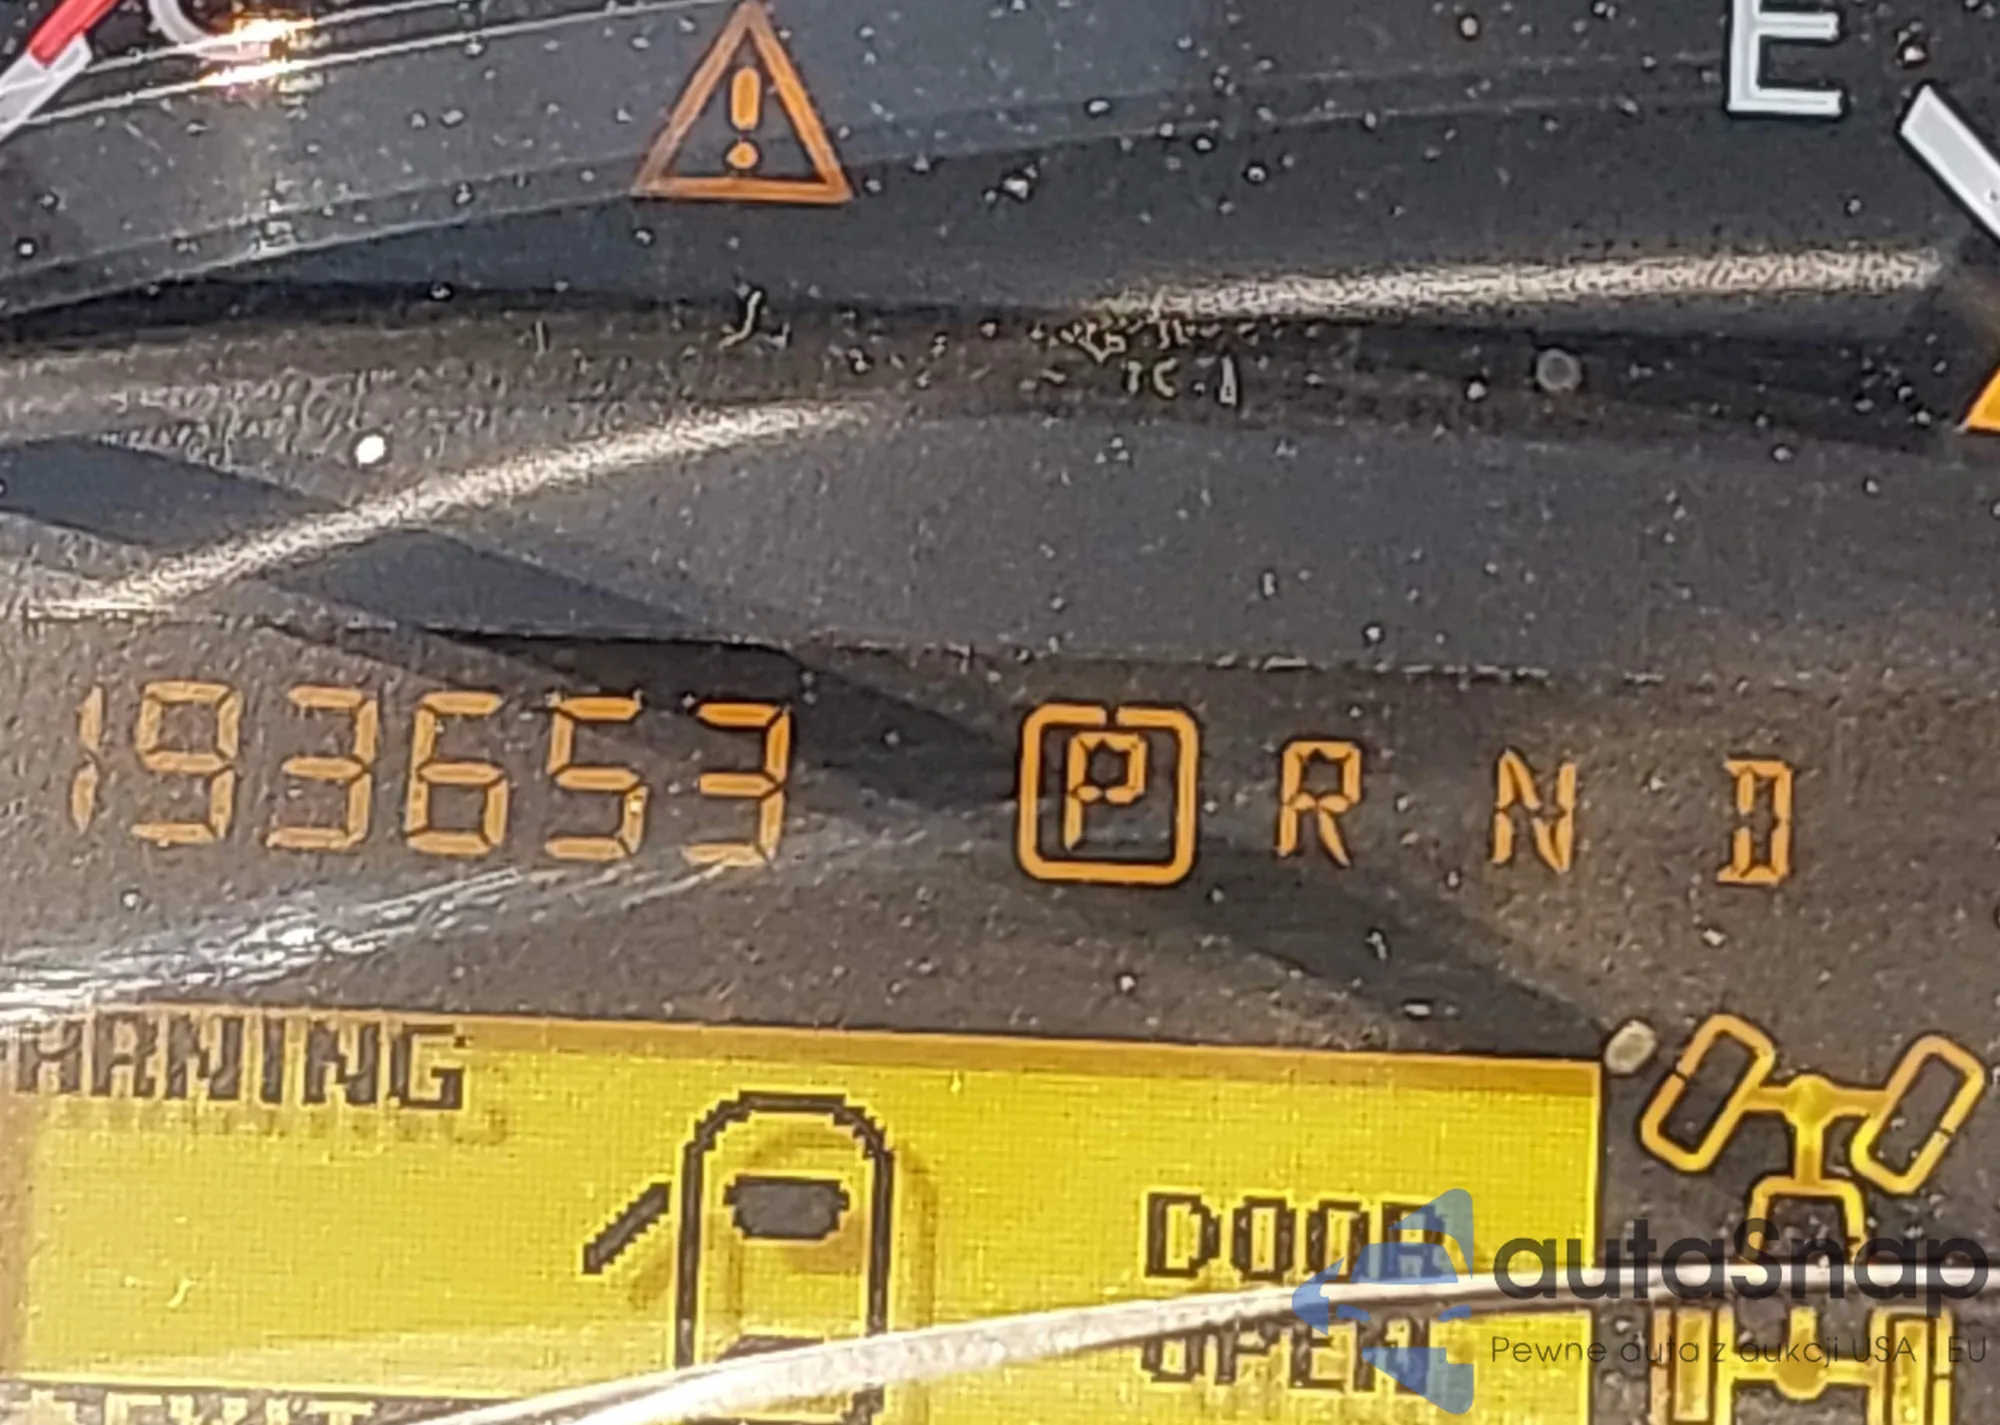 E
193653 P R N D
WARNING
DOOR
OPEN
autaSnap
Pewne auta z aukcji USA i EU